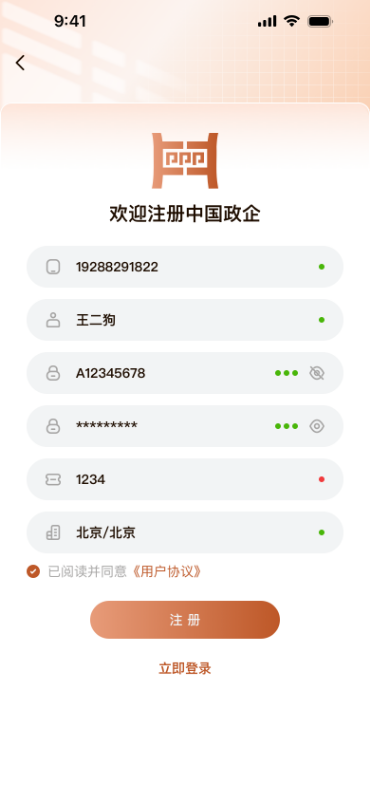 9:41
欢迎注册中国政企
19288291822
王二狗
A12345678
*********
1234
北京/北京
已阅读并同意《用户协议》
注 册
立即登录